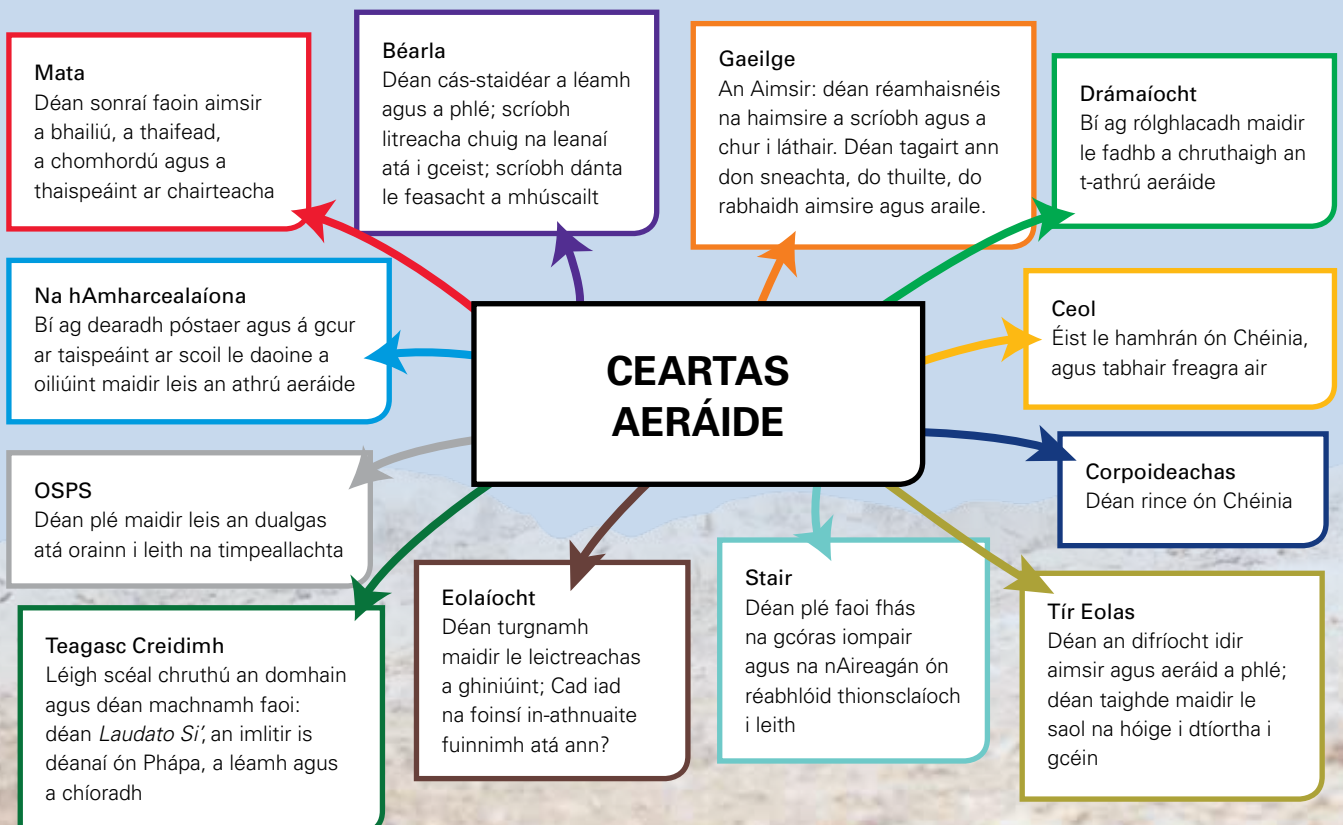 Mata
Déan sonraí faoin aimsir
a bhailiú, a thaifead,
a chomhordú agus a
thaispeáint ar chairteacha
Béarla
Déan cás-staidéar a léamh
agus a phlé; scríobh
litreacha chuig na leanaí
atá i gceist; scríobh dánta
le feasacht a mhúscailt
Gaeilge
An Aimsir: déan réamhaisnéis
na haimsire a scríobh agus a
chur i láthair. Déan tagairt ann
don sneachta, do thuilte, do
rabhaidh aimsire agus araile.
Drámaíocht
Bí ag rólghlacadh maidir
le fadhb a chruthaigh an
t-athrú aeráide
Na hAmharcealaíona
Bí ag dearadh póstaer agus á gcur
ar taispeáint ar scoil le daoine a
oiliúint maidir leis an athrú aeráide
CEARTAS
AERÁIDE
Ceol
Éist le hamhrán ón Chéinia,
agus tabhair freagra air
OSPS
Déan plé maidir leis an dualgas
atá orainn i leith na timpeallachta
Corpoideachas
Déan rince ón Chéinia
Teagasc Creidimh
Léigh scéal chruthú an domhain
agus déan machnamh faoi:
déan Laudato Si’, an imlitir is
déanaí ón Phápa, a léamh agus
a chíoradh
Eolaíocht
Déan turgnamh
maidir le leictreachas
a ghiniúint; Cad iad
na foinsí in-athnuaite
fuinnimh atá ann?
Stair
Déan plé faoi fhás
na gcóras iompair
agus na nAireagán ón
réabhlóid thionsclaíoch
i leith
Tír Eolas
Déan an difríocht idir
aimsir agus aeráid a phlé;
déan taighde maidir le
saol na hóige i dtíortha i
gcéin